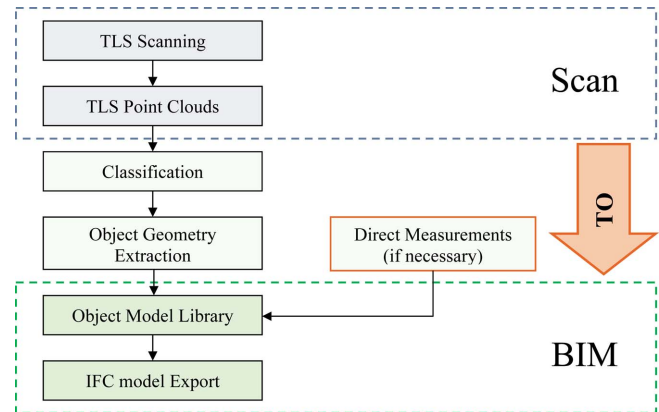 TLS Scanning
Scan
TLS Point Clouds
Classification
TO
Object Geometry
Extraction
Direct Measurements
(if necessary)
Object Model Library
BIM
IFC model Export